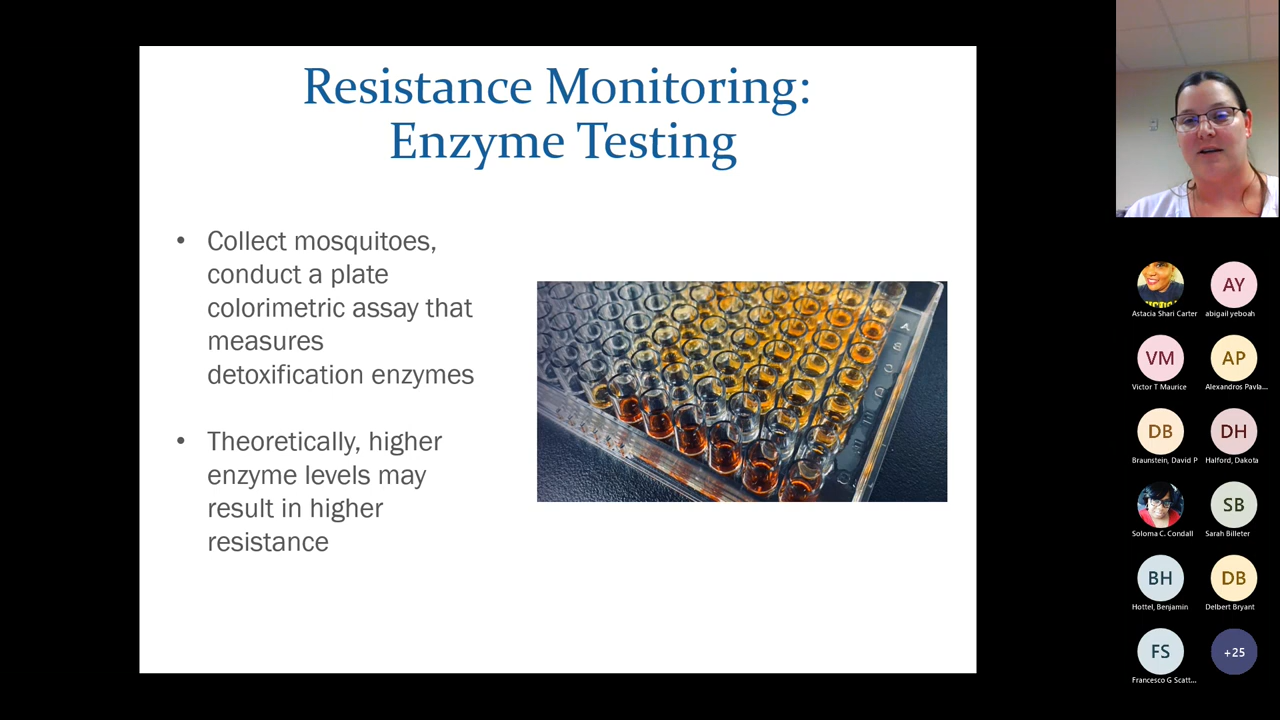 Resistance Monitoring:
Enzyme Testing
• Collect mosquitoes,
conduct a plate
colorimetric assay that
measures
detoxification enzymes
• Theoretically, higher
enzyme levels may
result in higher
resistance
A
Astacia Shari Carter
AY
abigail yeboah
VM
Victor T Maurice
AP
Alexandros Pavla...
DB
Braunstein, David P
DH
Halford, Dakota
Soloma C. Condall
SB
Sarah Billeter
BH
Hottel, Benjamin
DB
Delbert Bryant
FS
Francesco G Scatt...
+25